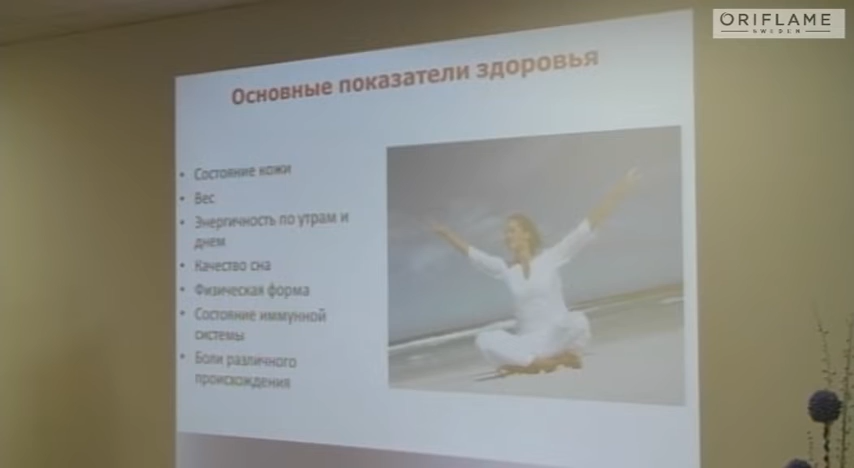 ORIFLAME
SWEDEN
Основные показатели здоровья
• Состояние кожи
• Вес
• Энергичность по утрам и
днем
• Качество сна
• Физическая форма
• Состояние иммунной
системы
• Боли различного
происхождения